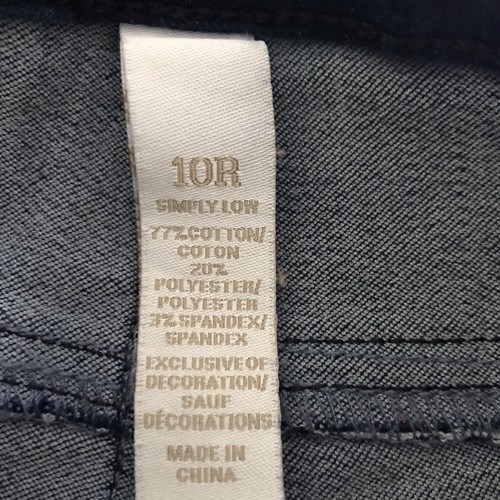 10R
SIMPLY LOW
77% COTTON/
COTON
20%
POLYESTER/
POLYESTER
3% SPANDEX/
SPANDEX
EXCLUSIVE OF
DECORATION/
SAUF
DÉCORATIONS
MADE IN
CHINA